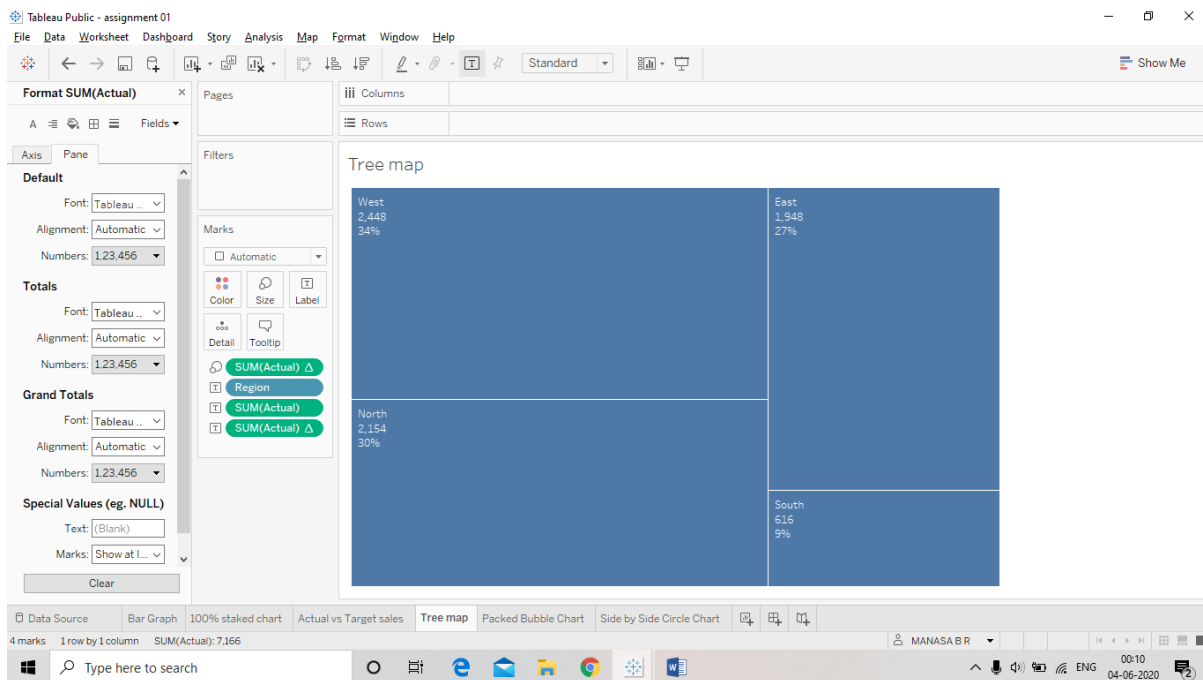 Tableau Public - assignment 01
File Data Worksheet Dashboard Story Analysis Map Format Window Help
Standard
Show Me
Format SUM(Actual) ×
Fields
Axis Pane
Default
Font: Tableau ..
Alignment: Automatic
Numbers: 1,23,456
Totals
Font: Tableau ..
Alignment: Automatic
Numbers: 1,23,456
Grand Totals
Font: Tableau ..
Alignment: Automatic
Numbers: 1,23,456
Special Values (eg. NULL)
Text: (Blank)
Marks: Show at I...
Clear
Pages
Filters
Marks
Automatic
Color Size Label
Detail Tooltip
SUM(Actual) Δ
Region
SUM(Actual)
SUM(Actual) Δ
Columns
Rows
Tree map
West
2,448
34%
North
2,154
30%
East
1,948
27%
South
616
9%
Data Source Bar Graph 100% staked chart Actual vs Target sales Tree map Packed Bubble Chart Side by Side Circle Chart
4 marks 1 row by 1 column SUM(Actual): 7,166
MANASA B R
Type here to search
ENG
00:10
04-06-2020
2